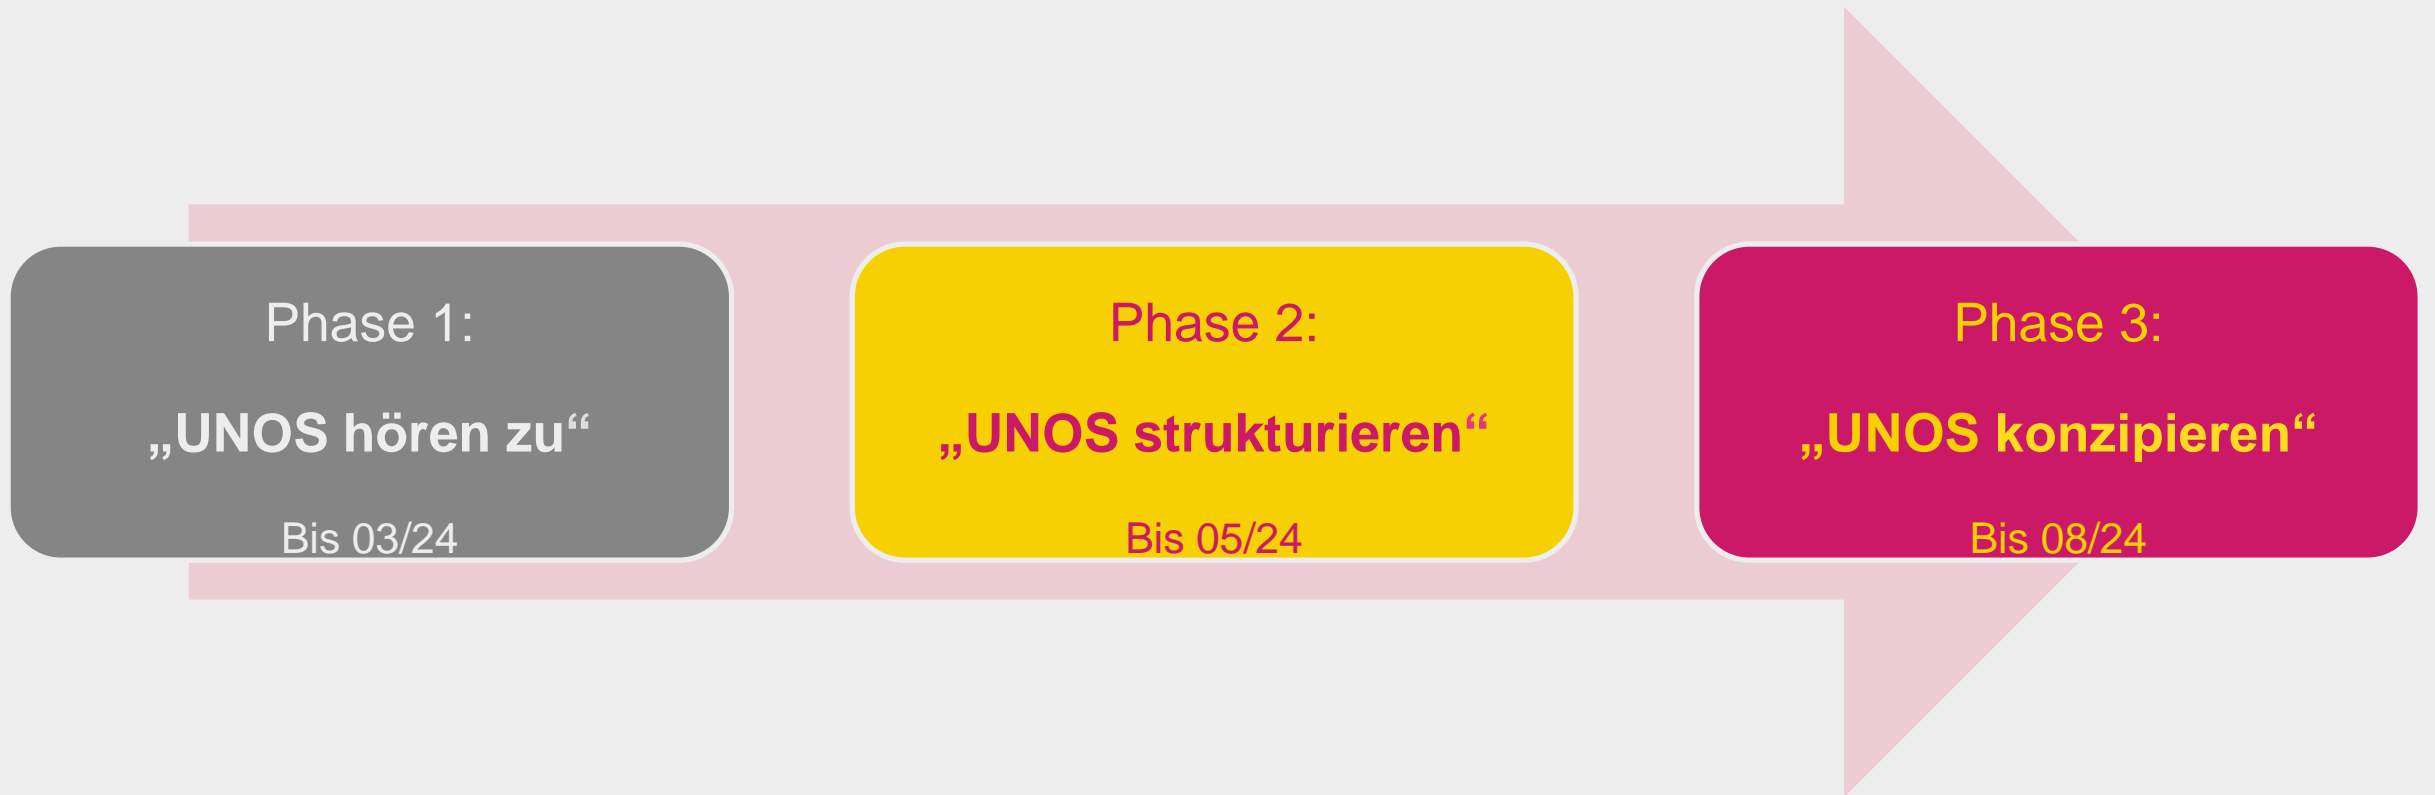 Phase 1:
„UNOS hören zu“
Bis 03/24
Phase 2:
„UNOS strukturieren“
Bis 05/24
Phase 3:
„UNOS konzipieren“
Bis 08/24